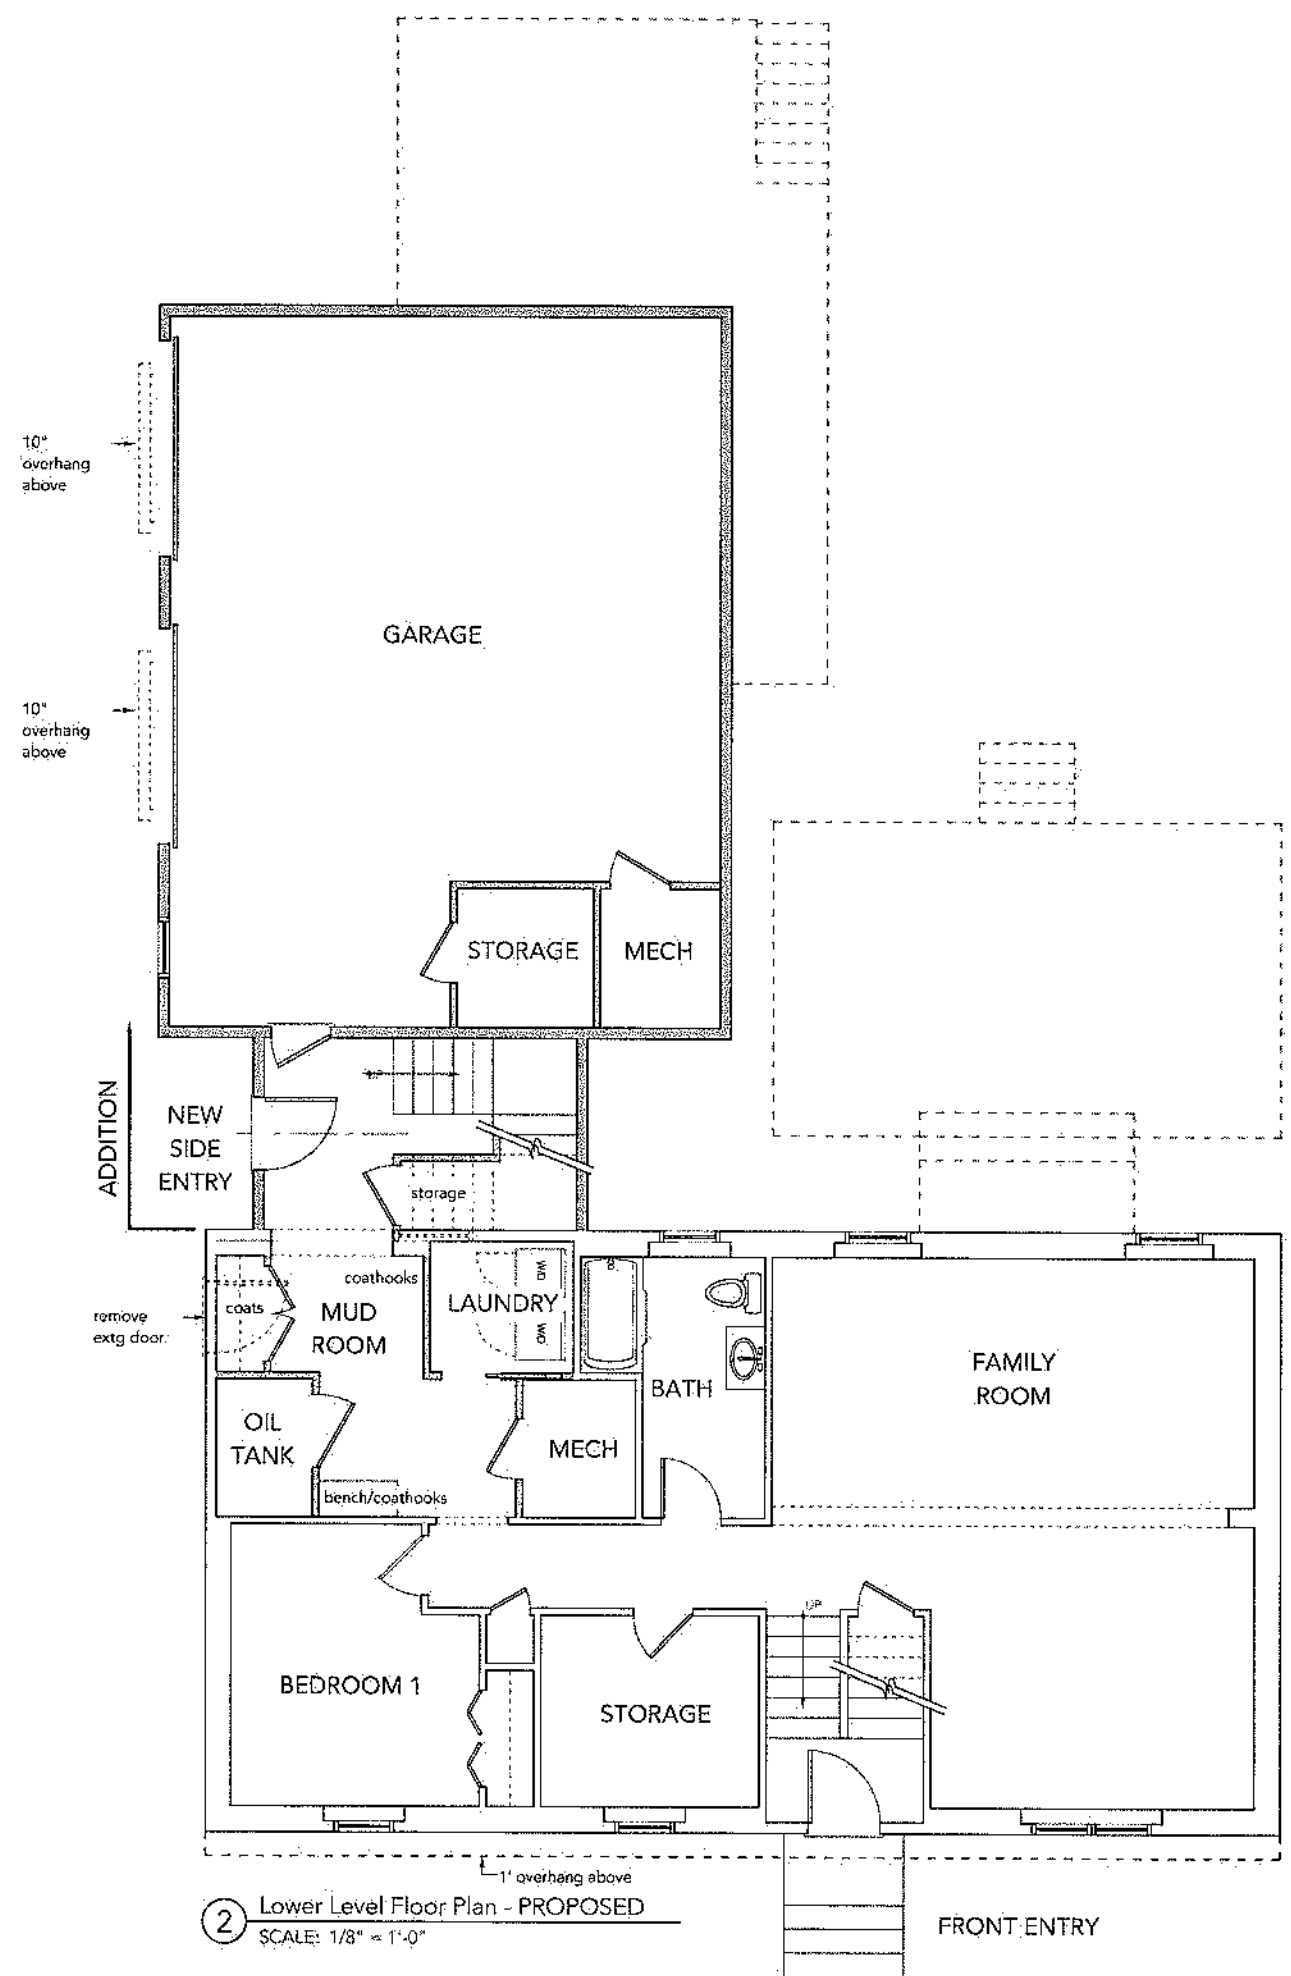 10"
overhang
above
GARAGE
10"
overhang
above
STORAGE
MECH
ADDITION
NEW
SIDE
ENTRY
UP
storage
coathooks
coats
MUD
ROOM
LAUNDRY
W/D
W/D
remove
extg door.
BATH
FAMILY
ROOM
OIL
TANK
MECH
bench/coathooks
UP
BEDROOM 1
STORAGE
1' overhang above
2
Lower Level Floor Plan - PROPOSED
SCALE: 1/8" = 1'-0"
FRONT ENTRY